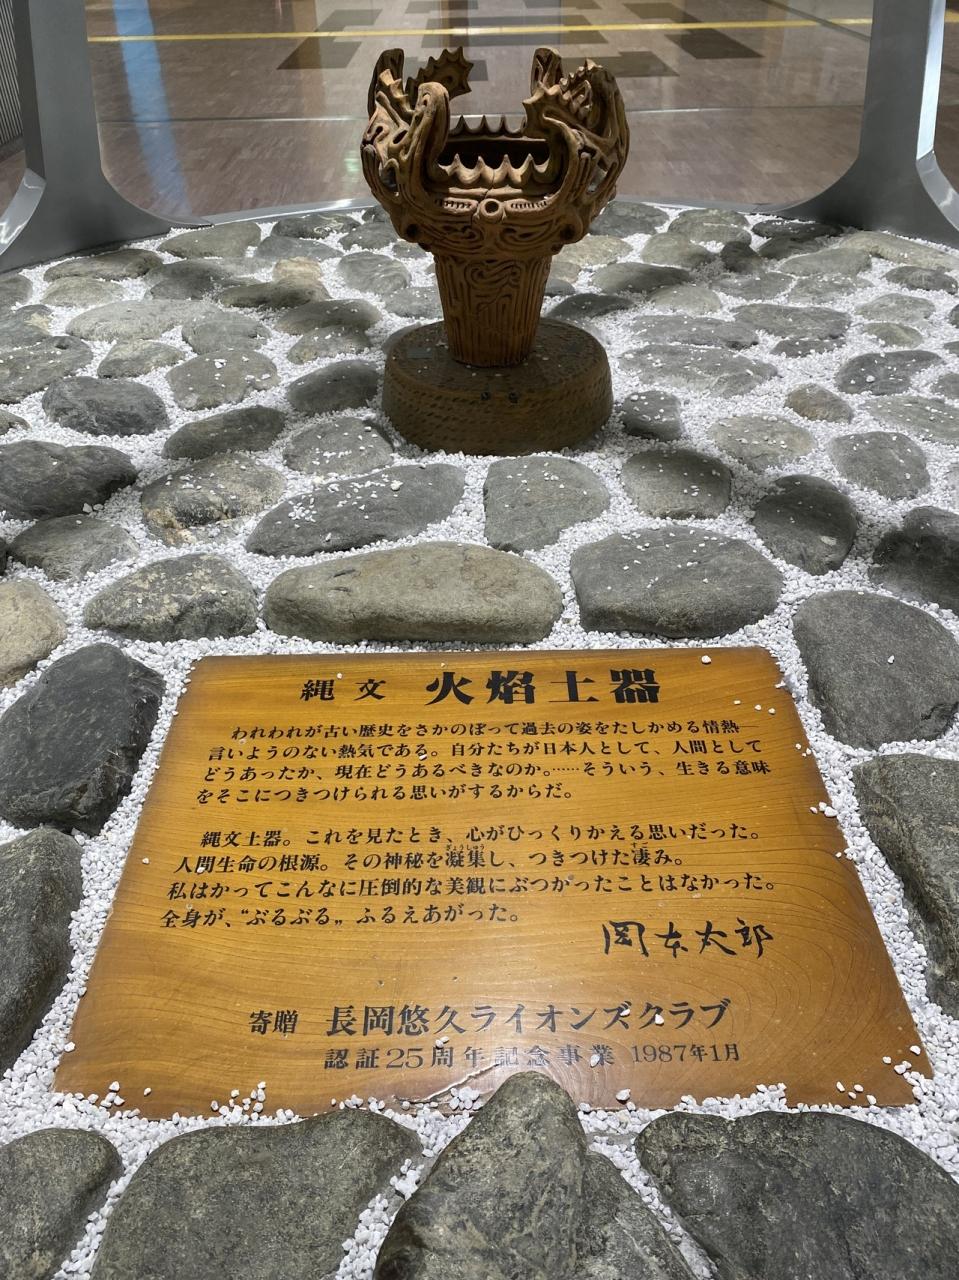 縄文 火焰土器
われわれが古い歴史をさかのぼって過去の姿をたしかめる情熱―
言いようのない熱気である。自分たちが日本人として、人間として
どうあったか、現在どうあるべきなのか。……そういう、生きる意味
をそこにつきつけられる思いがするからだ。
縄文土器。これを見たとき、心がひっくりかえる思いだった。
人間生命の根源。その神秘を凝集し、つきつけた凄み。
私はかつてこんなに圧倒的な美観にぶつかったことはなかった。
全身が、“ぶるぶる„ ふるえあがった。
岡本太郎
寄贈 長岡悠久ライオンズクラブ
認証25周年記念事業 1987年1月